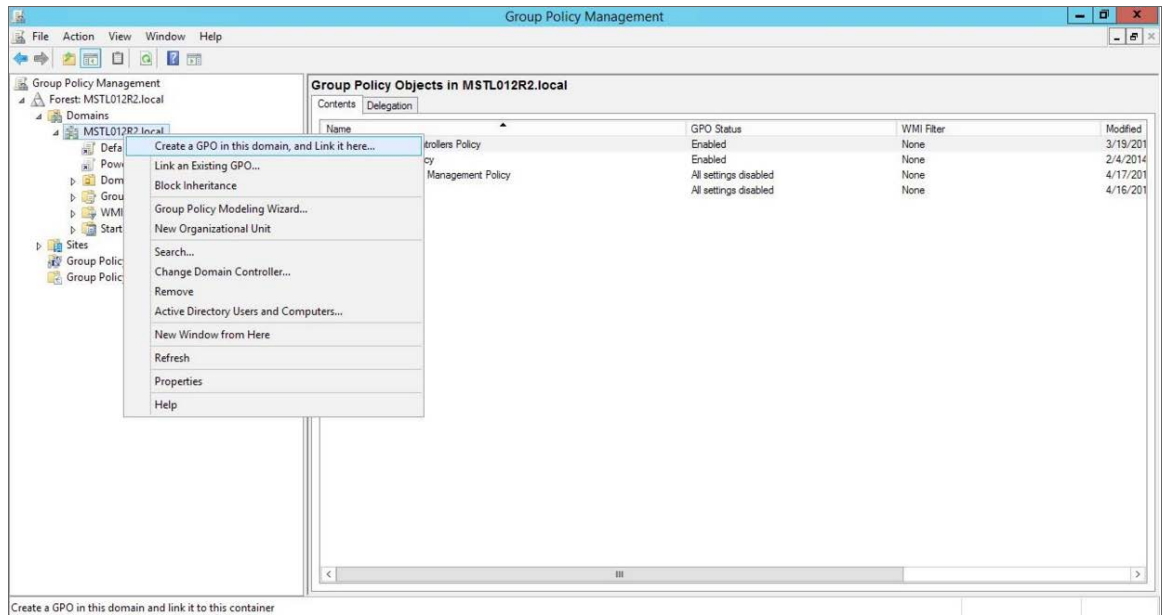 Group Policy Management
File Action View Window Help
Group Policy Management
Forest: MSTL012R2.local
Domains
MSTL012R2.local
Defa
Powe
Dom
Grou
WMI
Start
Sites
Group Polic
Group Polic
Create a GPO in this domain, and Link it here...
Link an Existing GPO...
Block Inheritance
Group Policy Modeling Wizard...
New Organizational Unit
Search...
Change Domain Controller...
Remove
Active Directory Users and Computers...
New Window from Here
Refresh
Properties
Help
Group Policy Objects in MSTL012R2.local
Contents Delegation
Name GPO Status WMI Filter Modified
trollers Policy Enabled None 3/19/201
cy Enabled None 2/4/2014
Management Policy All settings disabled None 4/17/201
All settings disabled None 4/16/201
Create a GPO in this domain and link it to this container